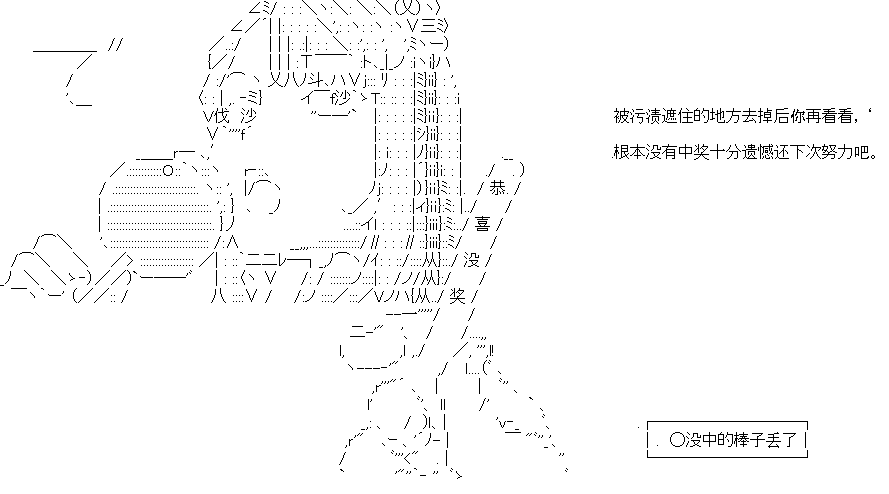 被污渍遮住的地方去掉后你再看看，‘
根本没有中奖十分遗憾还下次努力吧。
恭
喜
没
奖
○没中的棒子丢了